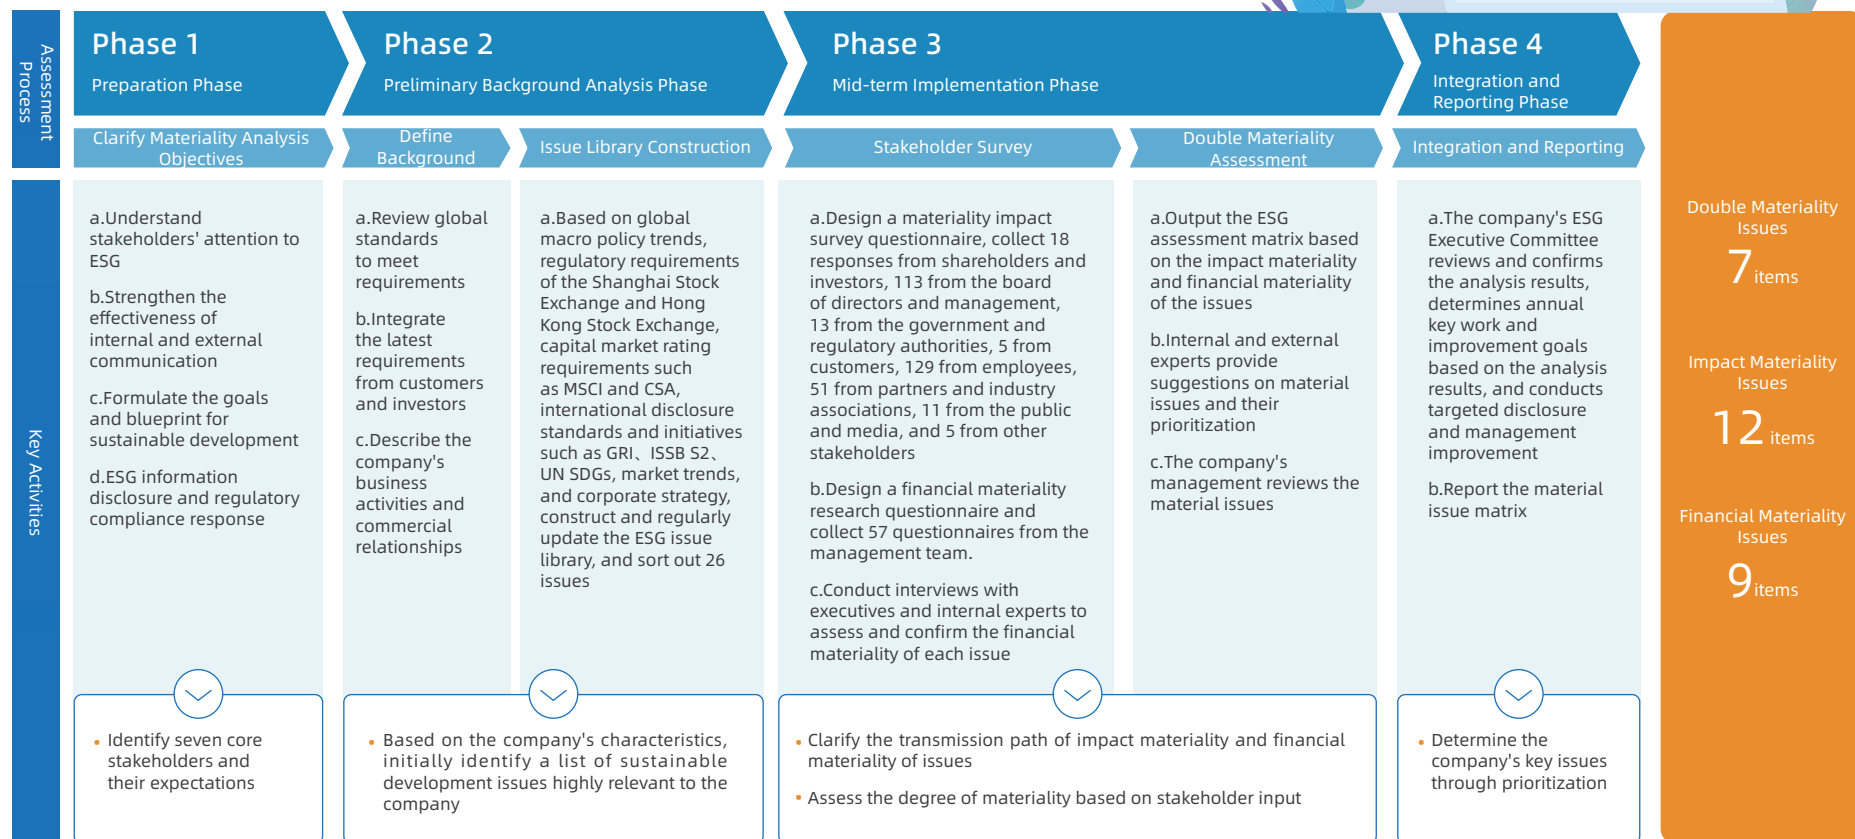 Assessment
Process
Phase 1
Preparation Phase
Phase 2
Preliminary Background Analysis Phase
Phase 3
Mid-term Implementation Phase
Phase 4
Integration and
Reporting Phase
Clarify Materiality Analysis
Objectives
Define
Background
Issue Library Construction
Stakeholder Survey
Double Materiality
Assessment
Integration and Reporting
Key Activities
a.Understand
stakeholders' attention to
ESG
b.Strengthen the
effectiveness of
internal and external
communication
c.Formulate the goals
and blueprint for
sustainable development
d.ESG information
disclosure and regulatory
compliance response
a.Review global
standards
to meet
requirements
b.Integrate
the latest
requirements
from customers
and investors
c.Describe the
company's
business
activities and
commercial
relationships
a.Based on global
macro policy trends,
regulatory requirements
of the Shanghai Stock
Exchange and Hong
Kong Stock Exchange,
capital market rating
requirements such
as MSCI and CSA,
international disclosure
standards and initiatives
such as GRI、ISSB S2、
UN SDGs, market trends,
and corporate strategy,
construct and regularly
update the ESG issue
library, and sort out 26
issues
a.Design a materiality impact
survey questionnaire, collect 18
responses from shareholders and
investors, 113 from the board
of directors and management,
13 from the government and
regulatory authorities, 5 from
customers, 129 from employees,
51 from partners and industry
associations, 11 from the public
and media, and 5 from other
stakeholders
b.Design a financial materiality
research questionnaire and
collect 57 questionnaires from the
management team.
c.Conduct interviews with
executives and internal experts to
assess and confirm the financial
materiality of each issue
a.Output the ESG
assessment matrix based
on the impact materiality
and financial materiality
of the issues
b.Internal and external
experts provide
suggestions on material
issues and their
prioritization
c.The company's
management reviews the
material issues
a.The company's ESG
Executive Committee
reviews and confirms
the analysis results,
determines annual
key work and
improvement goals
based on the analysis
results, and conducts
targeted disclosure
and management
improvement
b.Report the material
issue matrix
• Identify seven core
stakeholders and
their expectations
• Based on the company's characteristics,
initially identify a list of sustainable
development issues highly relevant to the
company
• Clarify the transmission path of impact materiality and financial
materiality of issues
• Assess the degree of materiality based on stakeholder input
• Determine the
company's key issues
through prioritization
Double Materiality
Issues
7 items
Impact Materiality
Issues
12 items
Financial Materiality
Issues
9 items